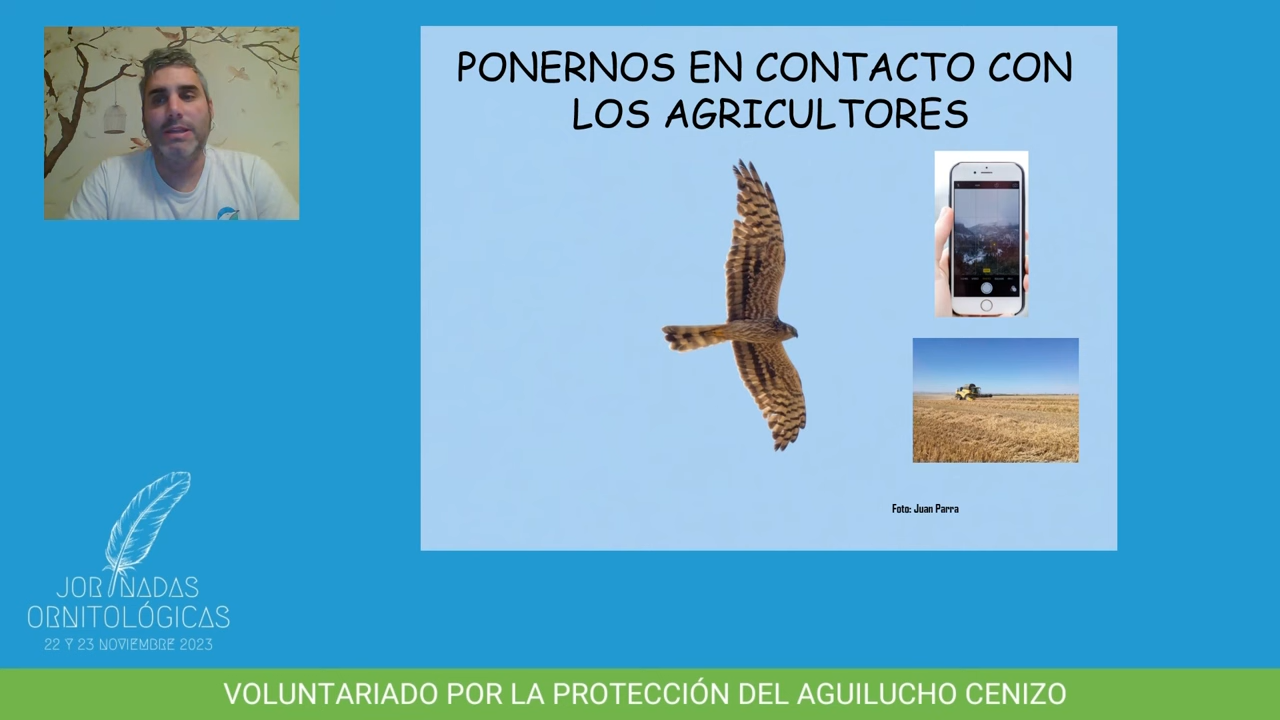 PONERNOS EN CONTACTO CON
LOS AGRICULTORES
Foto: Juan Parra
JORNADAS
ORNITOLÓGICAS
22 Y 23 NOVIEMBRE 2023
VOLUNTARIADO POR LA PROTECCIÓN DEL AGUILUCHO CENIZO